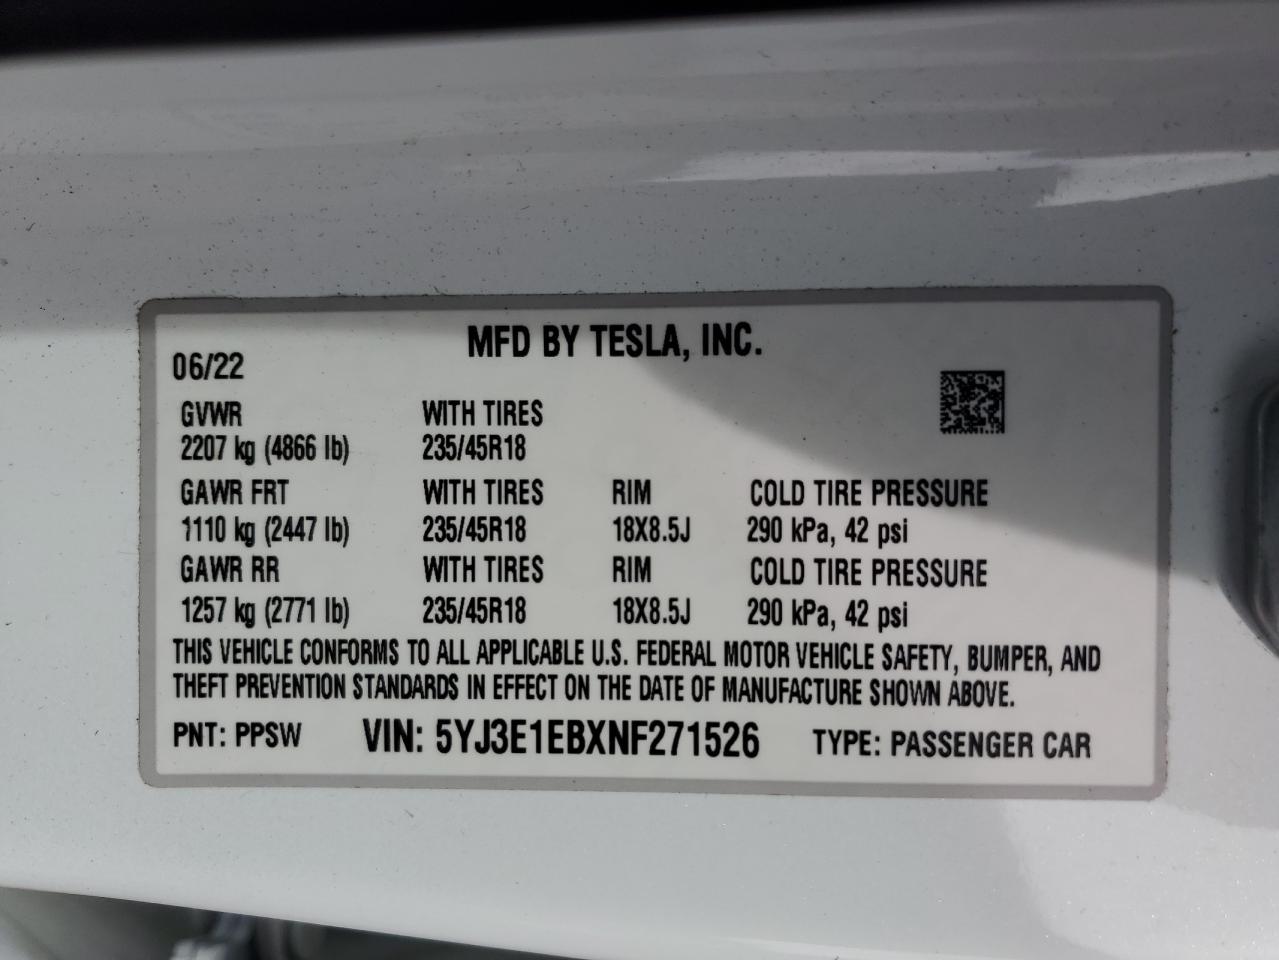 MFD BY TESLA, INC.
06/22
GVWR WITH TIRES
2207 kg (4866 lb) 235/45R18
GAWR FRT WITH TIRES RIM COLD TIRE PRESSURE
1110 kg (2447 lb) 235/45R18 18X8.5J 290 kPa, 42 psi
GAWR RR WITH TIRES RIM COLD TIRE PRESSURE
1257 kg (2771 lb) 235/45R18 18X8.5J 290 kPa, 42 psi
THIS VEHICLE CONFORMS TO ALL APPLICABLE U.S. FEDERAL MOTOR VEHICLE SAFETY, BUMPER, AND
THEFT PREVENTION STANDARDS IN EFFECT ON THE DATE OF MANUFACTURE SHOWN ABOVE.
PNT: PPSW VIN: 5YJ3E1EBXNF271526 TYPE: PASSENGER CAR